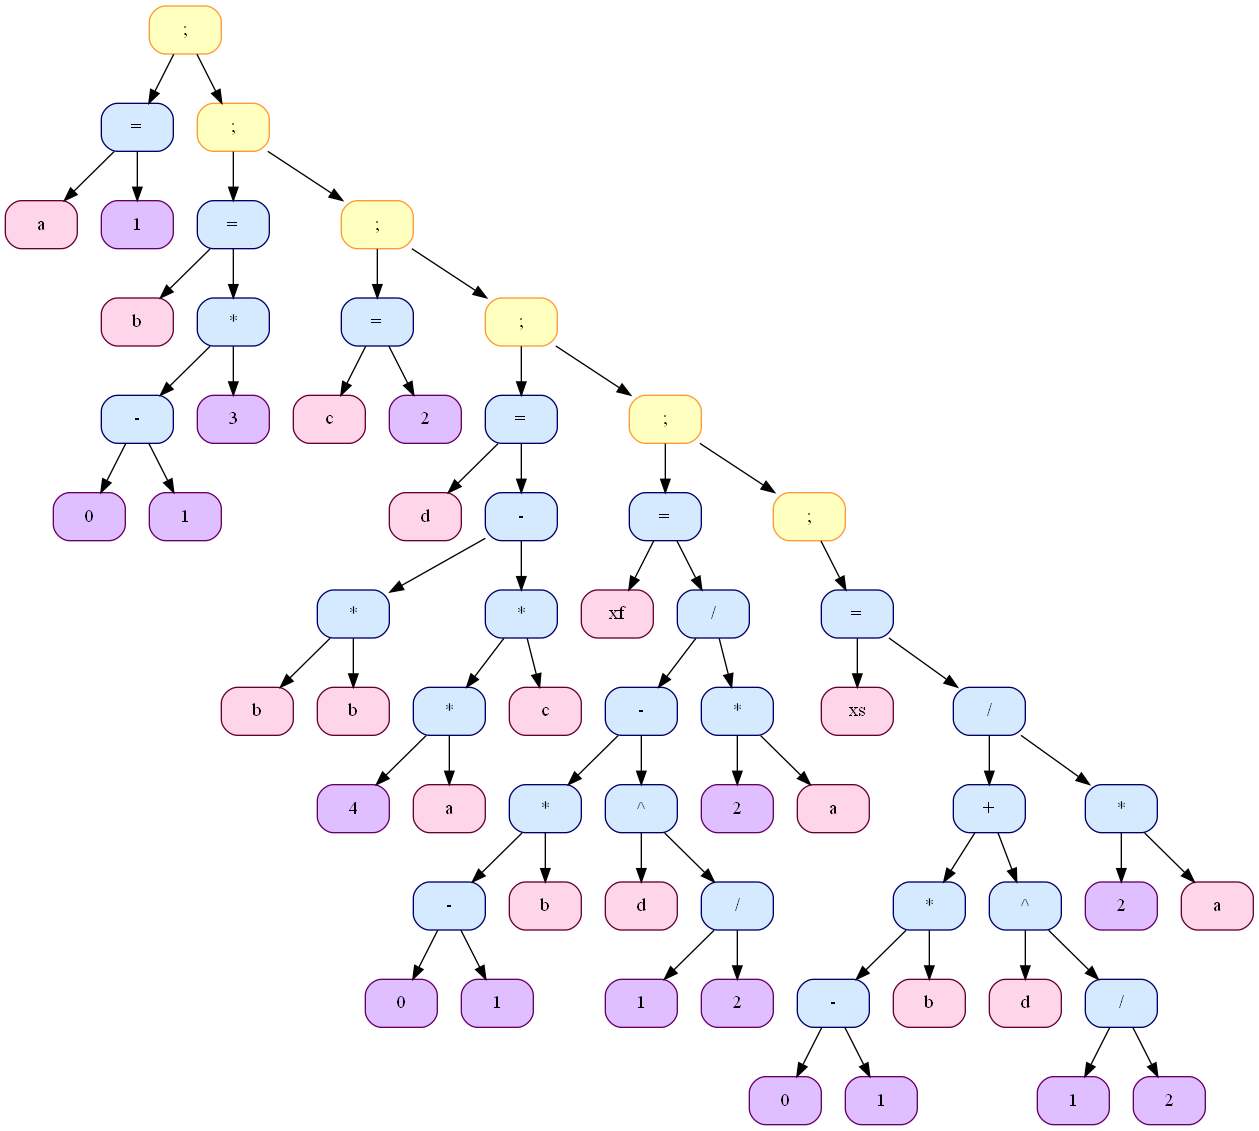 ;
= ;
a 1 = ;
b * = ;
- 3 c 2 = ;
0 1 d - = ;
* * xf / =
b b * c - * xs /
4 a * ^ 2 a + *
- b d / * ^ 2 a
0 1 1 2 - b d /
0 1 1 2